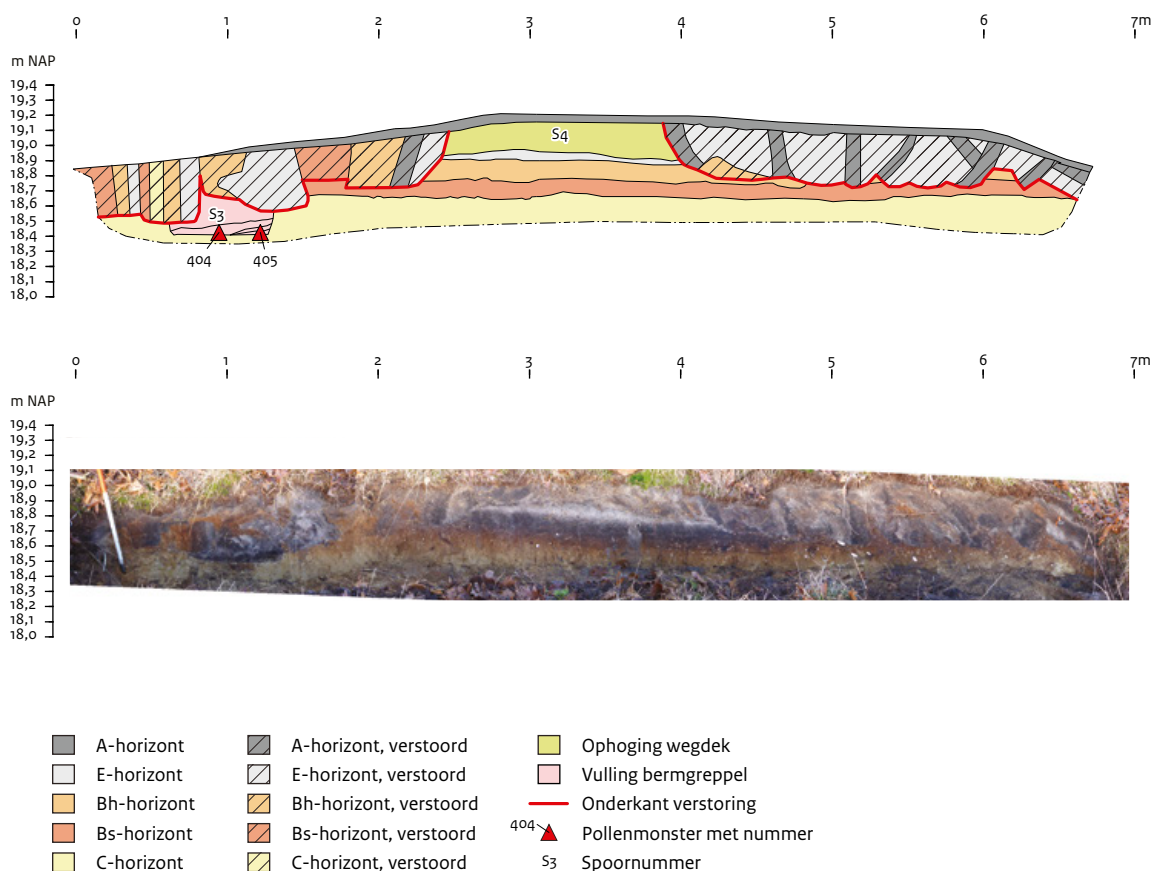 0 1 2 3 4 5 6 7m
m NAP
19,4
19,3
19,2
19,1
19,0
18,9
18,8
18,7
18,6
18,5
18,4
18,3
18,2
18,1
18,0
S4
S3
404 405
0 1 2 3 4 5 6 7m
m NAP
19,4
19,3
19,2
19,1
19,0
18,9
18,8
18,7
18,6
18,5
18,4
18,3
18,2
18,1
18,0
A-horizont A-horizont, verstoord Ophoging wegdek
E-horizont E-horizont, verstoord Vulling bermgreppel
Bh-horizont Bh-horizont, verstoord Onderkant verstoring
Bs-horizont Bs-horizont, verstoord 404 Pollenmonster met nummer
C-horizont C-horizont, verstoord S3 Spoornummer